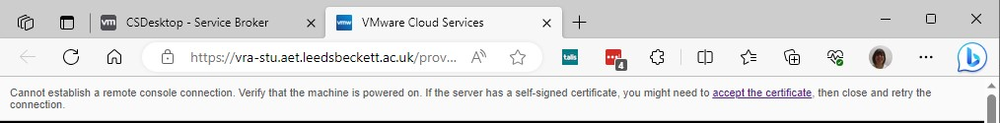 vm CSDesktop - Service Broker vmw VMware Cloud Services
https://vra-stu.aet.leedsbeckett.ac.uk/prov... A talis 4 b
Cannot establish a remote console connection. Verify that the machine is powered on. If the server has a self-signed certificate, you might need to accept the certificate, then close and retry the
connection.